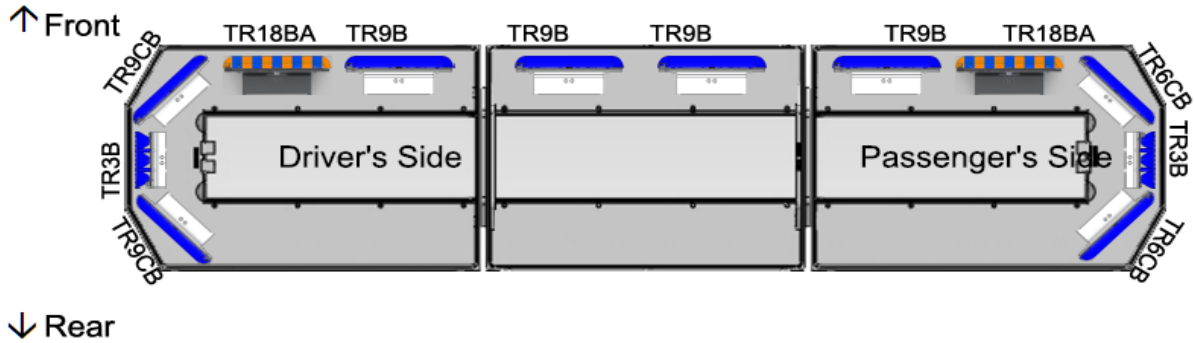 Front
TR18BA TR9B TR9B TR9B TR9B TR18BA
TR9CB
TR6CB
TR3B
Driver's Side
Passenger's Side
TR3B
TR9CB
TR6CB
Rear